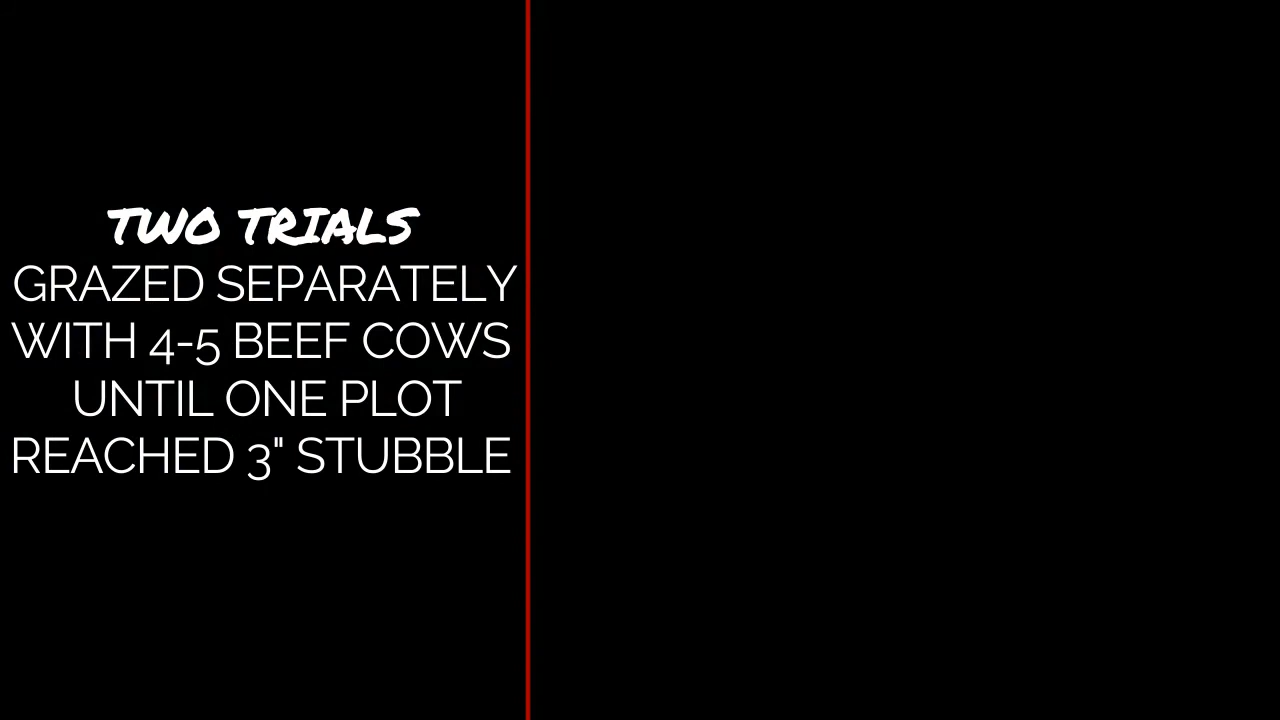 TWO TRIALS
GRAZED SEPARATELY
WITH 4-5 BEEF COWS
UNTIL ONE PLOT
REACHED 3" STUBBLE